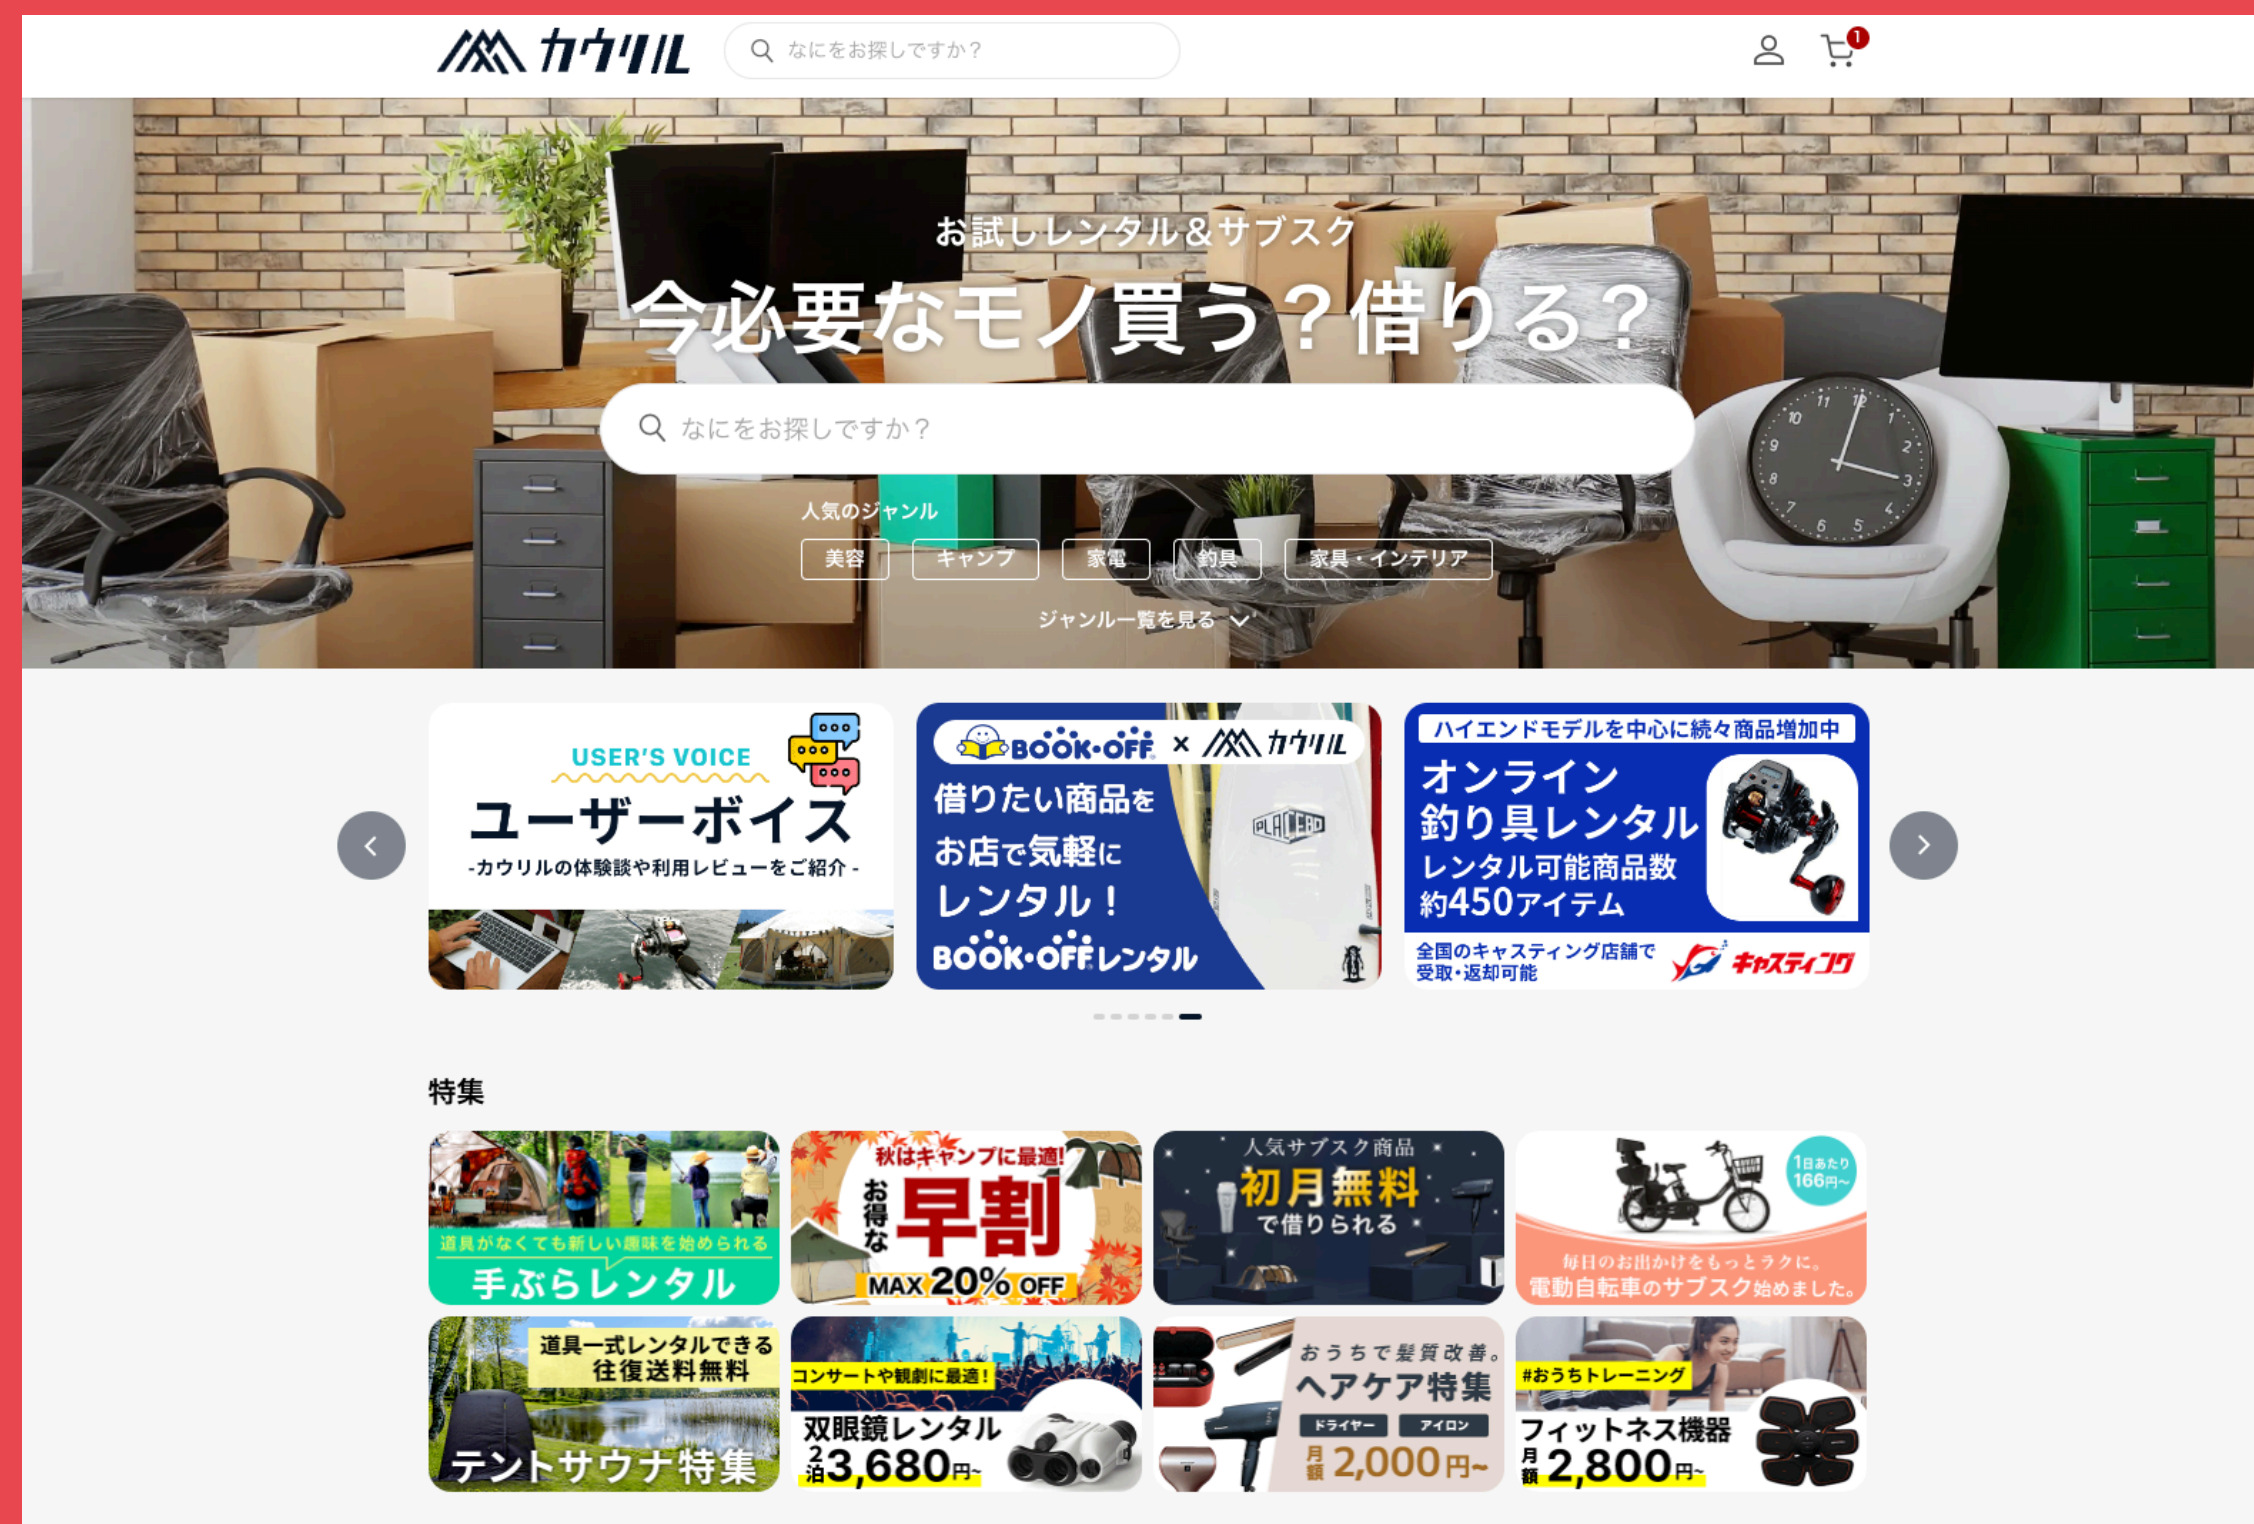 カウリル
なにをお探しですか？
1
お試しレンタル＆サブスク
今必要なモノ買う？借りる？
なにをお探しですか？
人気のジャンル
美容
キャンプ
家電
釣具
家具・インテリア
ジャンル一覧を見る
11 12 1
10 2
9 3
8 4
7 6 5
USER'S VOICE
ユーザーボイス
-カウリルの体験談や利用レビューをご紹介 -
BOOK・OFF × カウリル
借りたい商品を
お店で気軽に
レンタル！
BOOK・OFFレンタル
PLACEBO
ハイエンドモデルを中心に続々商品増加中
オンライン
釣り具レンタル
レンタル可能商品数
約450アイテム
全国のキャスティング店舗で
受取・返却可能
キャスティング
特集
道具がなくても新しい趣味を始められる
手ぶらレンタル
秋はキャンプに最適!
お得な
早割
MAX 20% OFF
人気サブスク商品
初月無料
で借りられる
1日あたり
166円~
毎日のお出かけをもっとラクに。
電動自転車のサブスク始めました。
道具一式レンタルできる
往復送料無料
テントサウナ特集
コンサートや観劇に最適！
双眼鏡レンタル
2泊3,680円~
おうちで髪質改善。
ヘアケア特集
ドライヤー アイロン
月額 2,000円~
#おうちトレーニング
フィットネス機器
月額 2,800円~